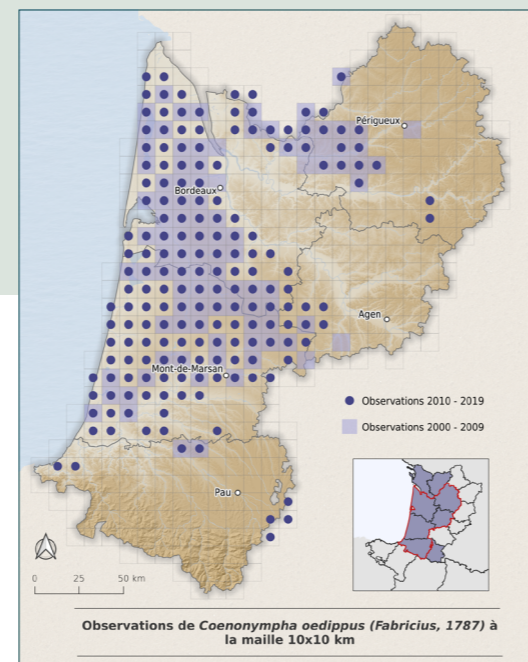 Périgueux
Bordeaux
Agen
Mont-de-Marsan
Observations 2010 - 2019
Observations 2000 - 2009
Pau
0 25 50 km
Observations de Coenonympha oedippus (Fabricius, 1787) à
la maille 10x10 km